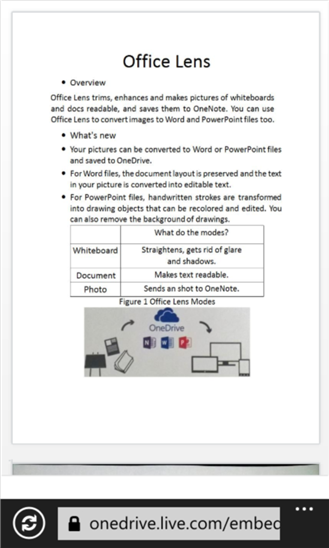 Office Lens
• Overview
Office Lens trims, enhances and makes pictures of whiteboards
and docs readable, and saves them to OneNote. You can use
Office Lens to convert images to Word and PowerPoint files too.
• What's new
• Your pictures can be converted to Word or PowerPoint files
and saved to OneDrive.
• For Word files, the document layout is preserved and the text
in your picture is converted into editable text.
• For PowerPoint files, handwritten strokes are transformed
into drawing objects that can be recolored and edited. You
can also remove the background of drawings.
What do the modes?
Whiteboard Straightens, gets rid of glare
and shadows.
Document Makes text readable.
Photo Sends an shot to OneNote.
Figure 1 Office Lens Modes
OneDrive
N W P
onedrive.live.com/embed